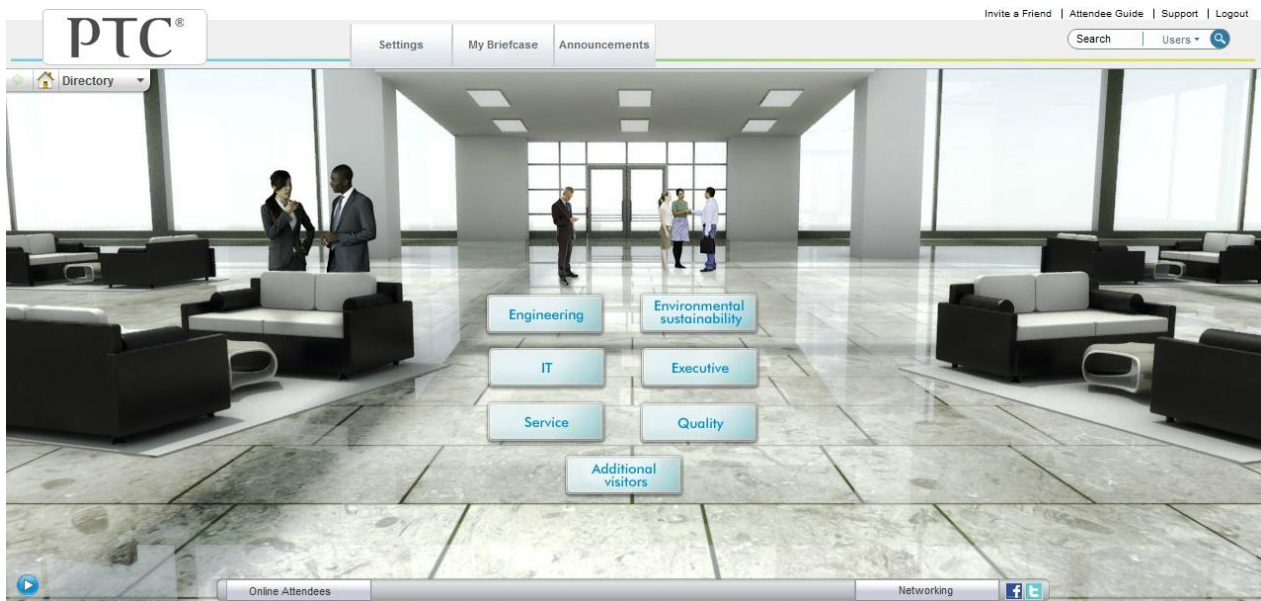 Invite a Friend | Attendee Guide | Support | Logout
PTC®
Settings
My Briefcase
Announcements
Search
Users
Directory
Engineering
Environmental
sustainability
IT
Executive
Service
Quality
Additional
visitors
Online Attendees
Networking
f
t